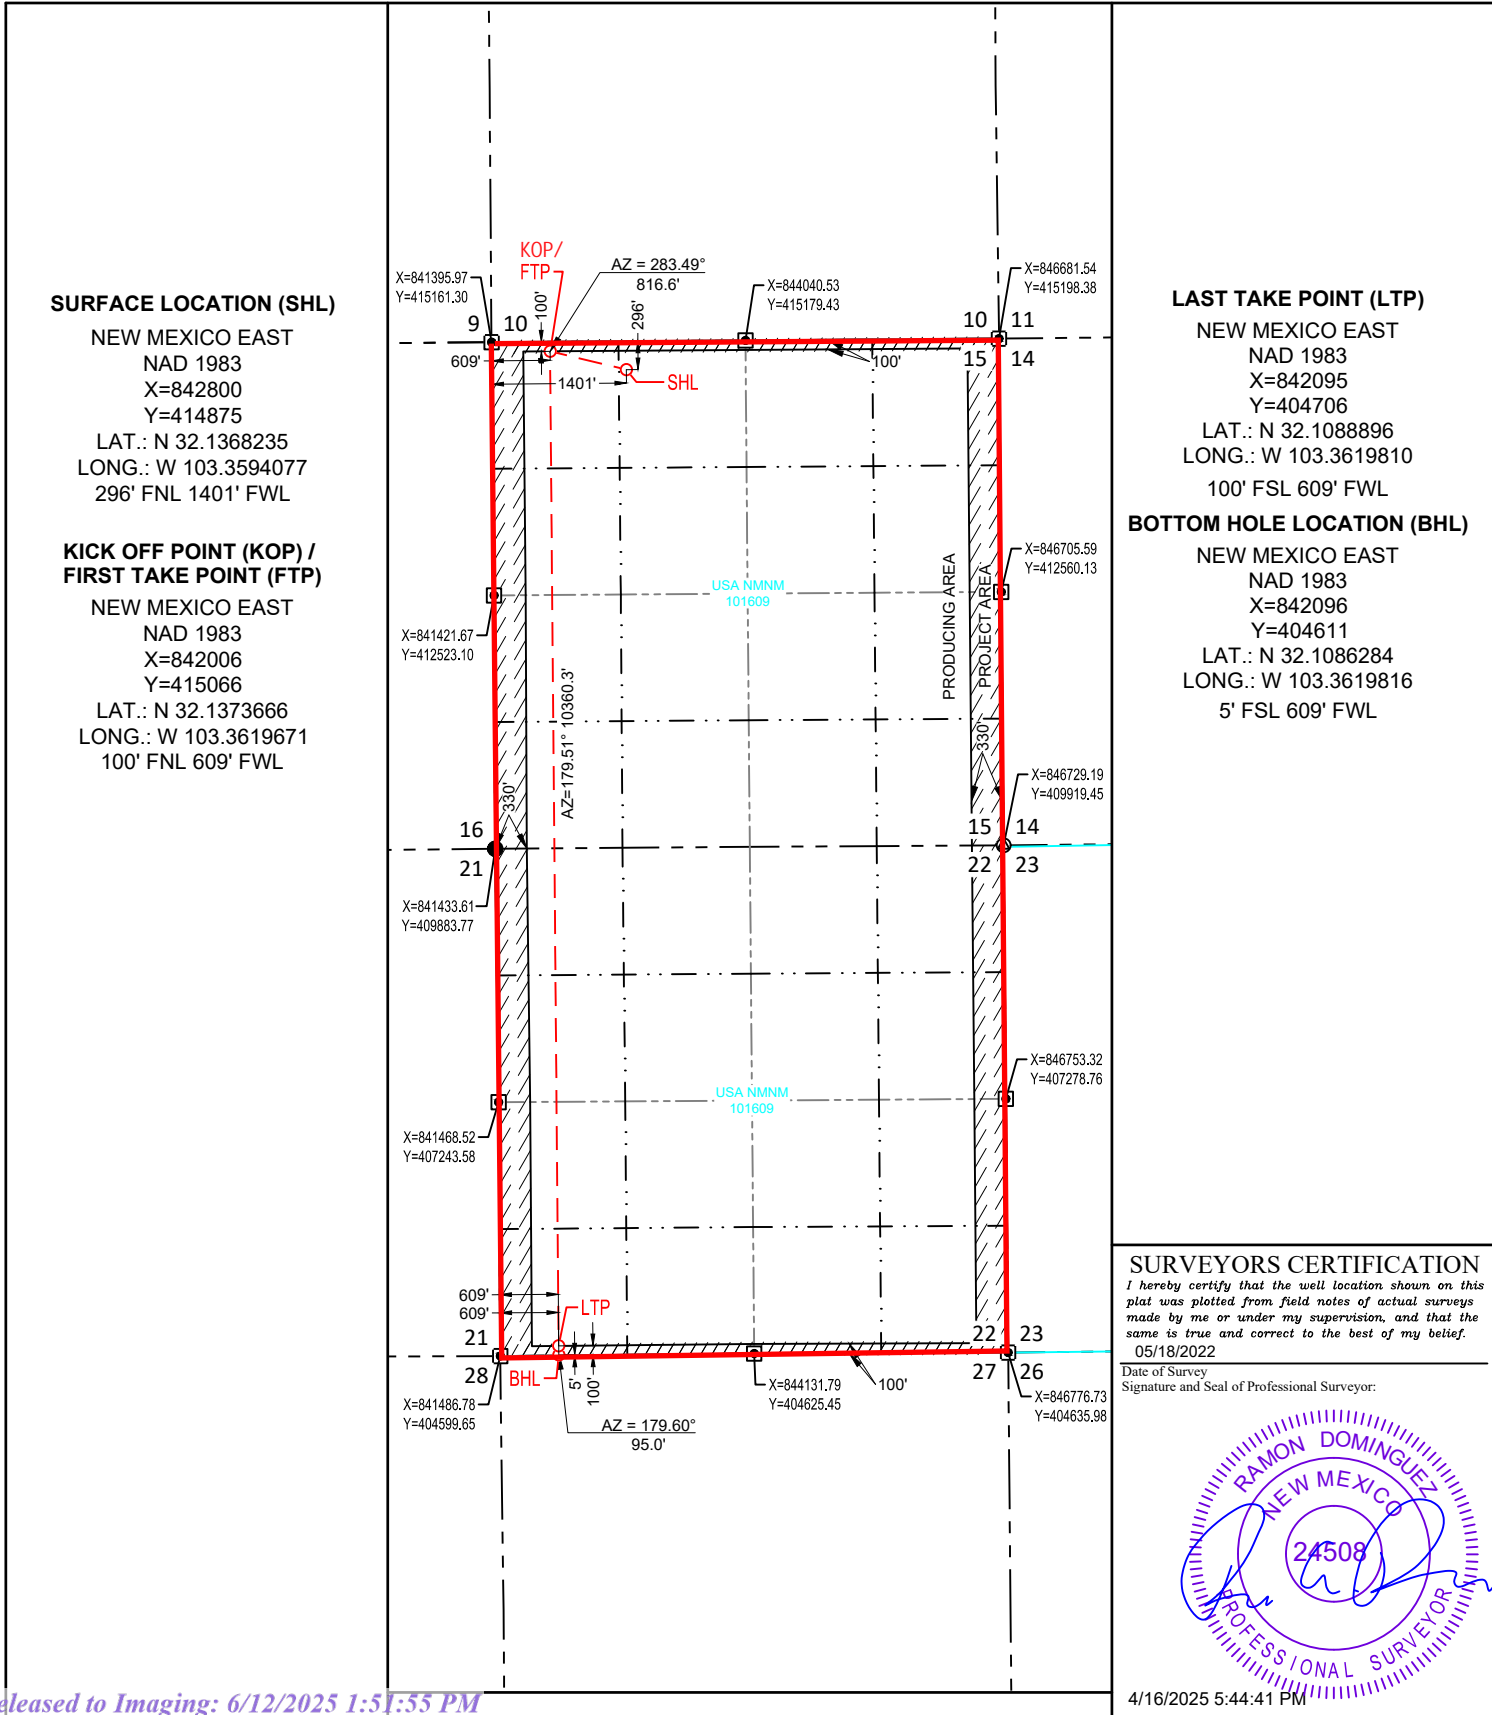 SURFACE LOCATION (SHL)
NEW MEXICO EAST
NAD 1983
X=842800
Y=414875
LAT.: N 32.1368235
LONG.: W 103.3594077
296' FNL 1401' FWL
KICK OFF POINT (KOP) /
FIRST TAKE POINT (FTP)
NEW MEXICO EAST
NAD 1983
X=842006
Y=415066
LAT.: N 32.1373666
LONG.: W 103.3619671
100' FNL 609' FWL
KOP/
FTP
AZ = 283.49°
816.6'
X=841395.97
Y=415161.30
X=844040.53
Y=415179.43
X=846681.54
Y=415198.38
100'
296'
9 10
10 11
15 14
609'
1401'
SHL
100'
USA NMNM
101609
PRODUCING AREA
PROJECT AREA
X=846705.59
Y=412560.13
X=841421.67
Y=412523.10
AZ=179.51° 10360.3'
330'
330'
X=846729.19
Y=409919.45
16
21
15 14
22 23
X=841433.61
Y=409883.77
USA NMNM
101609
X=846753.32
Y=407278.76
X=841468.52
Y=407243.58
609'
609'
LTP
21
28
22 23
27 26
BHL
5'
100'
X=844131.79
Y=404625.45
100'
X=841486.78
Y=404599.65
X=846776.73
Y=404635.98
AZ = 179.60°
95.0'
LAST TAKE POINT (LTP)
NEW MEXICO EAST
NAD 1983
X=842095
Y=404706
LAT.: N 32.1088896
LONG.: W 103.3619810
100' FSL 609' FWL
BOTTOM HOLE LOCATION (BHL)
NEW MEXICO EAST
NAD 1983
X=842096
Y=404611
LAT.: N 32.1086284
LONG.: W 103.3619816
5' FSL 609' FWL
SURVEYORS CERTIFICATION
I hereby certify that the well location shown on this
plat was plotted from field notes of actual surveys
made by me or under my supervision, and that the
same is true and correct to the best of my belief.
05/18/2022
Date of Survey
Signature and Seal of Professional Surveyor:
RAMON DOMINGUEZ
NEW MEXICO
24508
PROFESSIONAL SURVEYOR
4/16/2025 5:44:41 PM
eleased to Imaging: 6/12/2025 1:51:55 PM